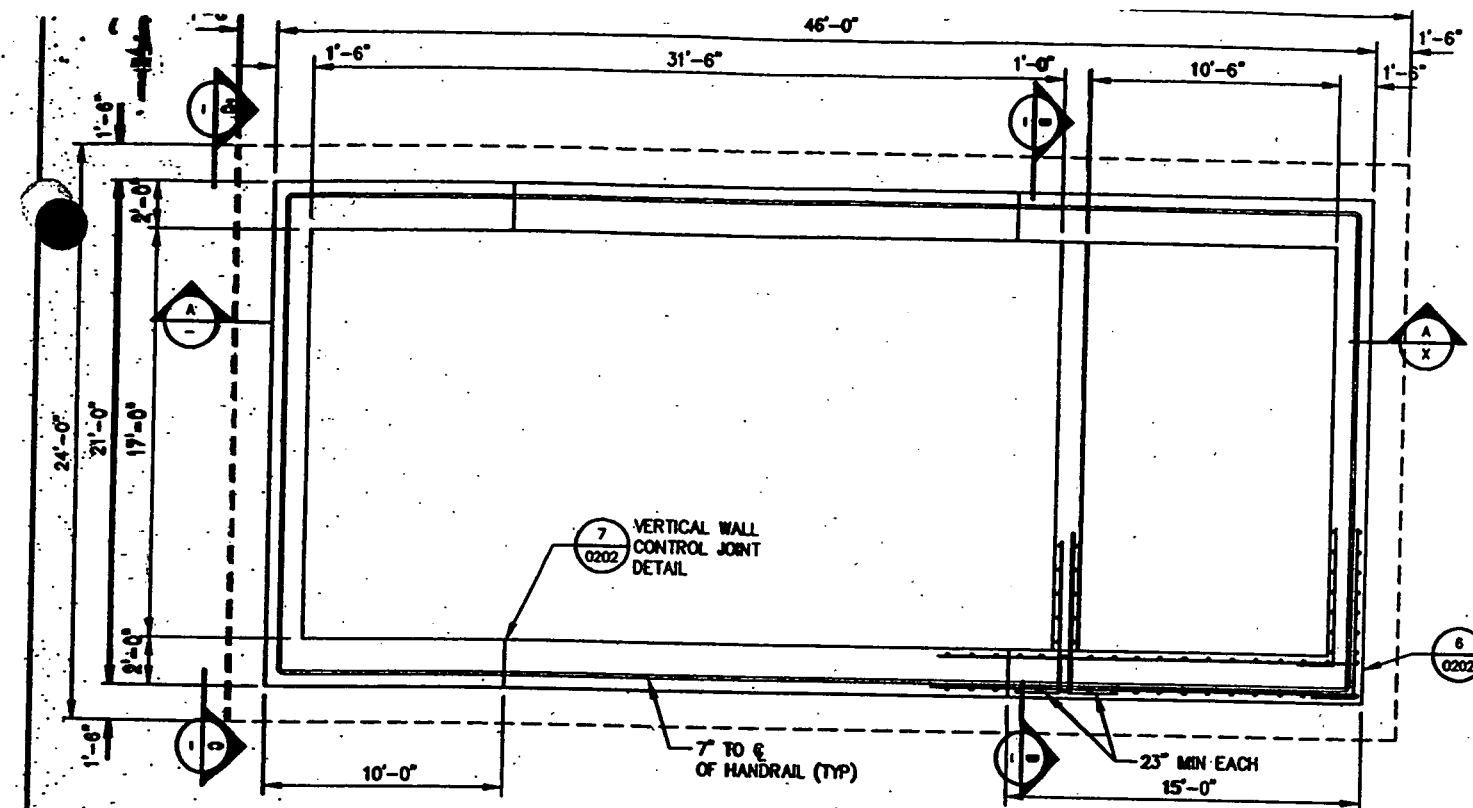 46'-0"
1'-6"
1'-6"
31'-6"
1'-0"
10'-6"
1'-6"
1'-6"
2'-0"
A
-
A
X
24'-0"
21'-0"
17'-0"
7
0202
VERTICAL WALL
CONTROL JOINT
DETAIL
2'-0"
6
0202
1'-6"
C
-
B
-
B
-
7" TO ℄
OF HANDRAIL (TYP)
23" MIN EACH
10'-0"
15'-0"